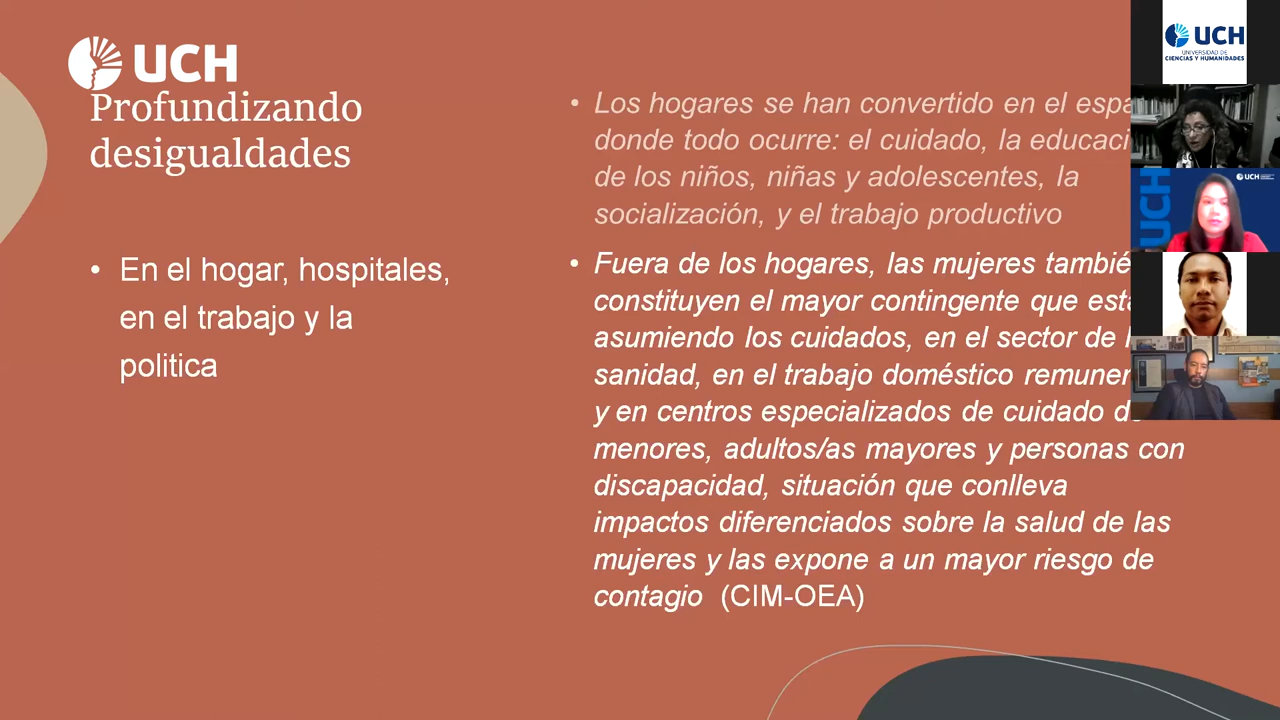 UCH
Profundizando
desigualdades
• En el hogar, hospitales,
en el trabajo y la
politica
• Los hogares se han convertido en el
donde todo ocurre: el cuidado, la
de los niños, niñas y adolescentes, la
socialización, y el trabajo productivo
• Fuera de los hogares, las mujeres
constituyen el mayor contingente que
asumiendo los cuidados, en el sector de
sanidad, en el trabajo doméstico
y en centros especializados de cuidado
menores, adultos/as mayores y personas con
discapacidad, situación que conlleva
impactos diferenciados sobre la salud de las
mujeres y las expone a un mayor riesgo de
contagio (CIM-OEA)
UCH
UNIVERSIDAD DE
CIENCIAS Y HUMANIDADES
UCH
UCH